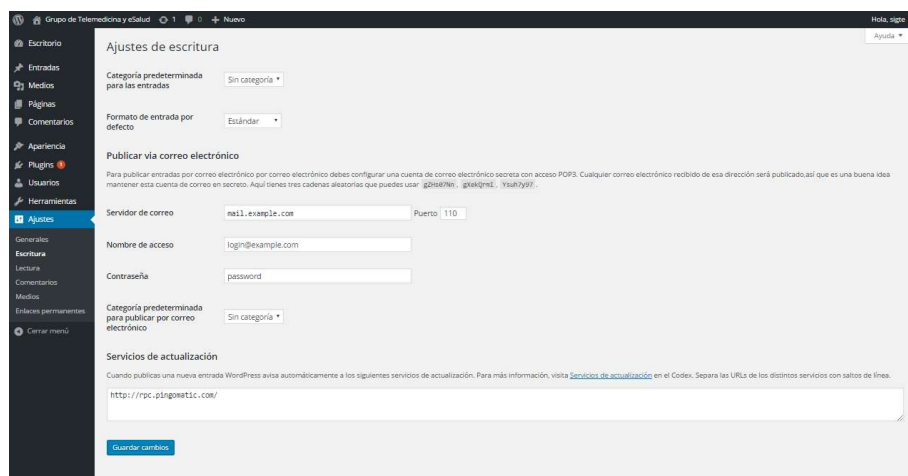 Grupo de Telemedicina y eSalud 1 0 + Nuevo Hola, sigte
Ayuda
Escritorio
Entradas
Medios
Páginas
Comentarios
Apariencia
Plugins 1
Usuarios
Herramientas
Ajustes
Generales
Escritura
Lectura
Comentarios
Medios
Enlaces permanentes
Cerrar menú
Ajustes de escritura
Categoría predeterminada
para las entradas
Sin categoría
Formato de entrada por
defecto
Estándar
Publicar via correo electrónico
Para publicar entradas por correo electrónico por correo electrónico debes configurar una cuenta de correo electrónico secreta con acceso POP3. Cualquier correo electrónico recibido de esa dirección será publicado,así que es una buena idea
mantener esta cuenta de correo en secreto. Aquí tienes tres cadenas aleatorias que puedes usar , , .
Servidor de correo mail.example.com Puerto 110
Nombre de acceso login@example.com
Contraseña password
Categoría predeterminada
para publicar por correo
electrónico
Sin categoría
Servicios de actualización
Cuando publicas una nueva entrada WordPress avisa automáticamente a los siguientes servicios de actualización. Para más información, visita Servicios de actualización en el Codex. Separa las URLs de los distintos servicios con saltos de línea.
http://rpc.pingomatic.com/
Guardar cambios